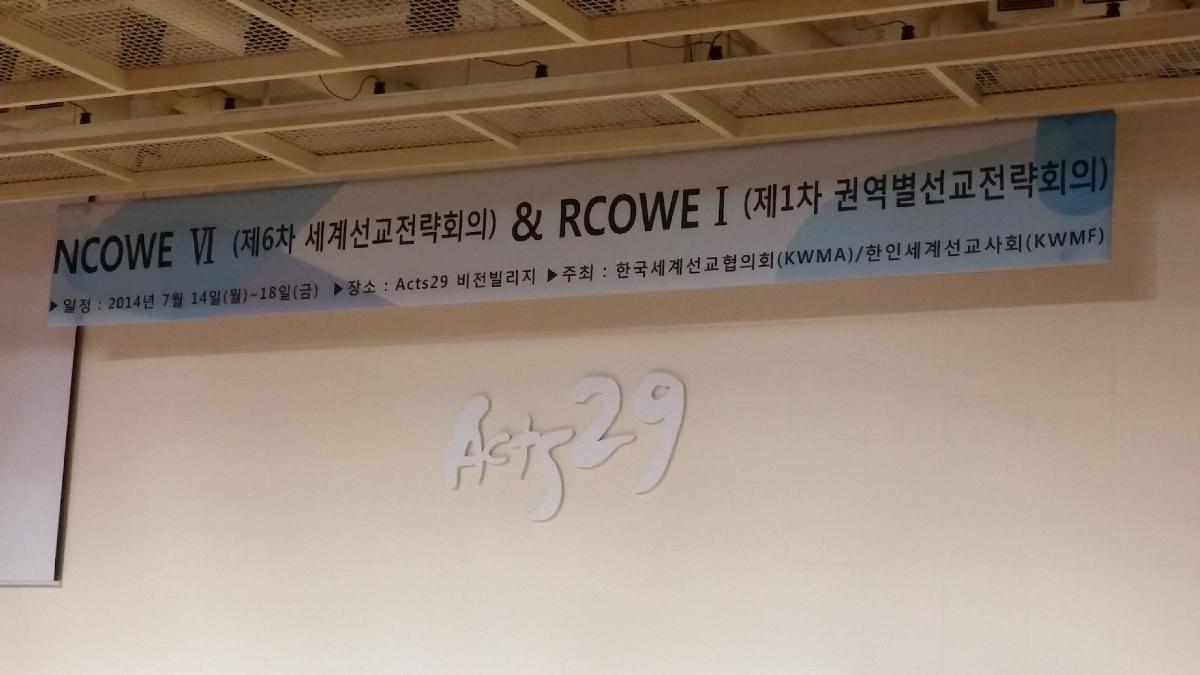 NCOWE Ⅵ (제6차 세계선교전략회의) & RCOWE Ⅰ (제1차 권역별선교전략회의)
▶일정 : 2014년 7월 14일(월)~18일(금) ▶장소 : Acts29 비전빌리지 ▶주최 : 한국세계선교협의회(KWMA)/한인세계선교사회(KWMF)
Acts29